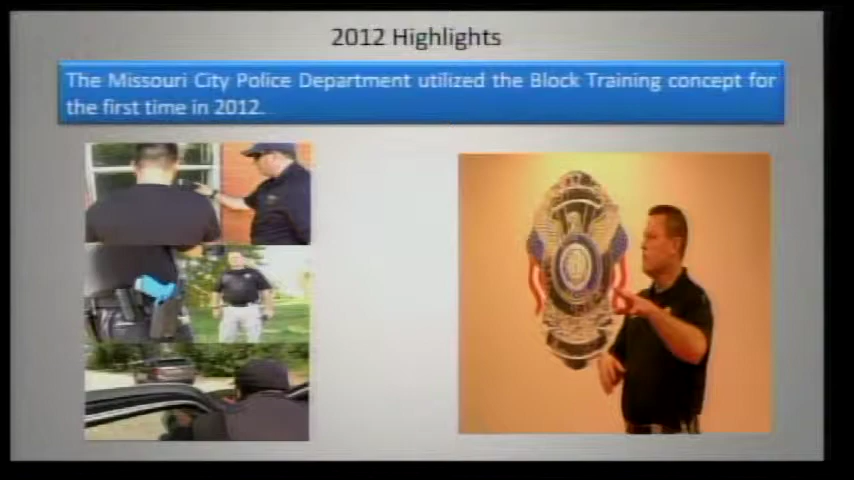 2012 Highlights
The Missouri City Police Department utilized the Block Training concept for
the first time in 2012.